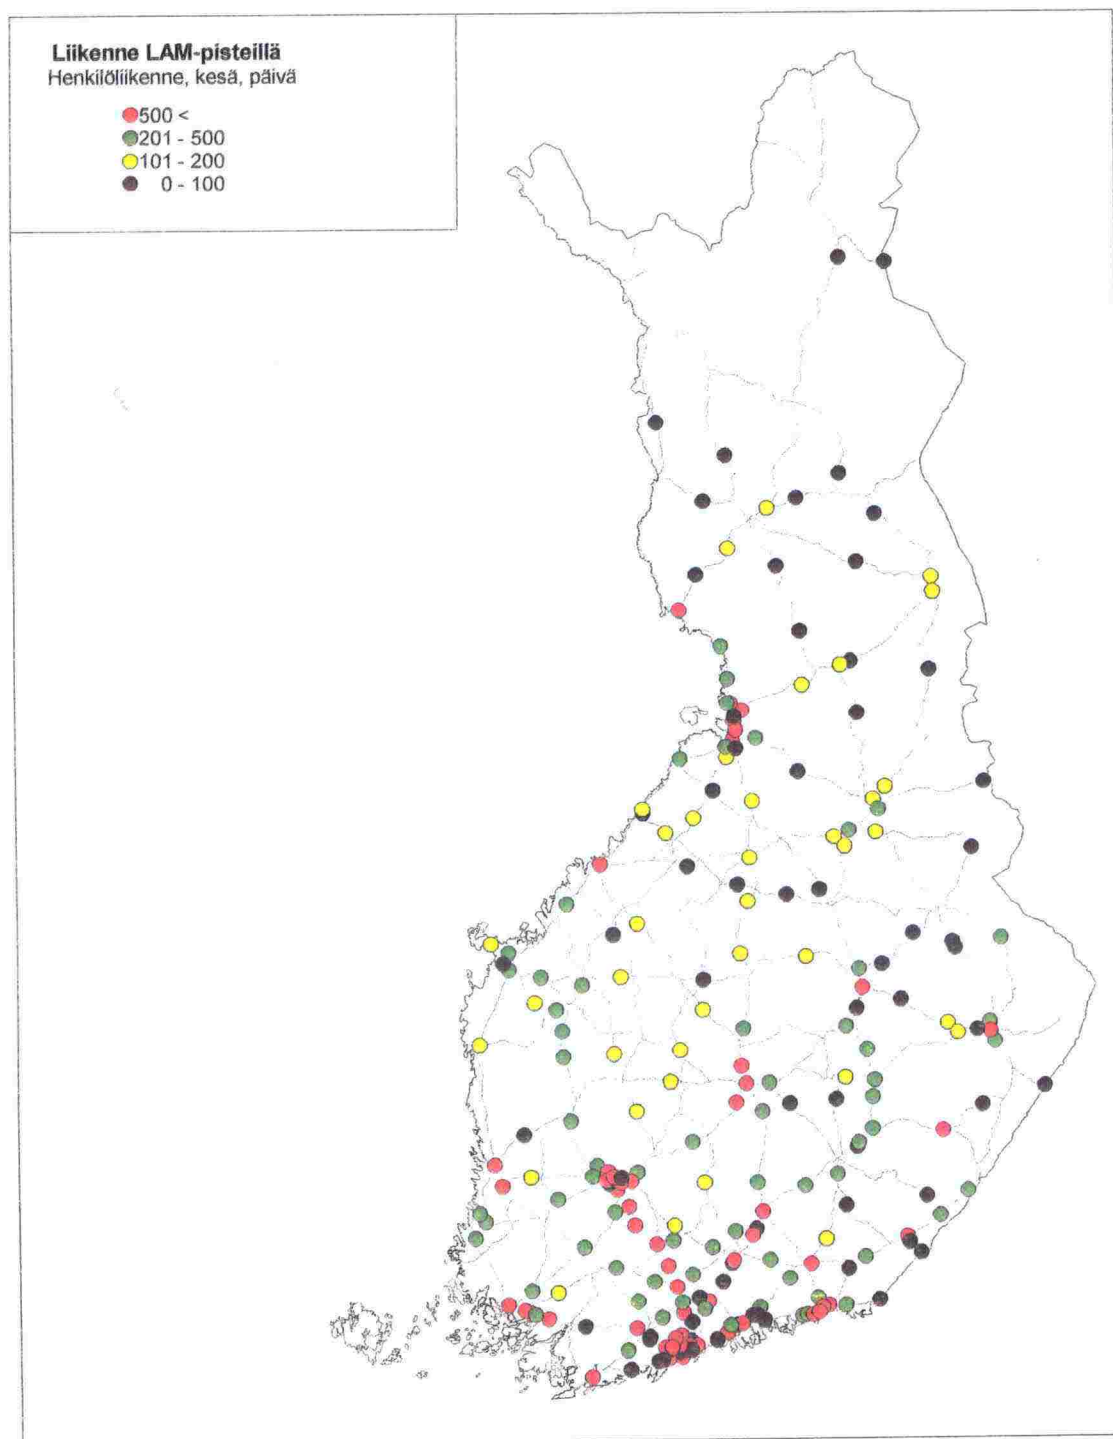 Liikenne LAM-pisteillä
Henkilöliikenne, kesä, päivä
500 <
201 - 500
101 - 200
0 - 100